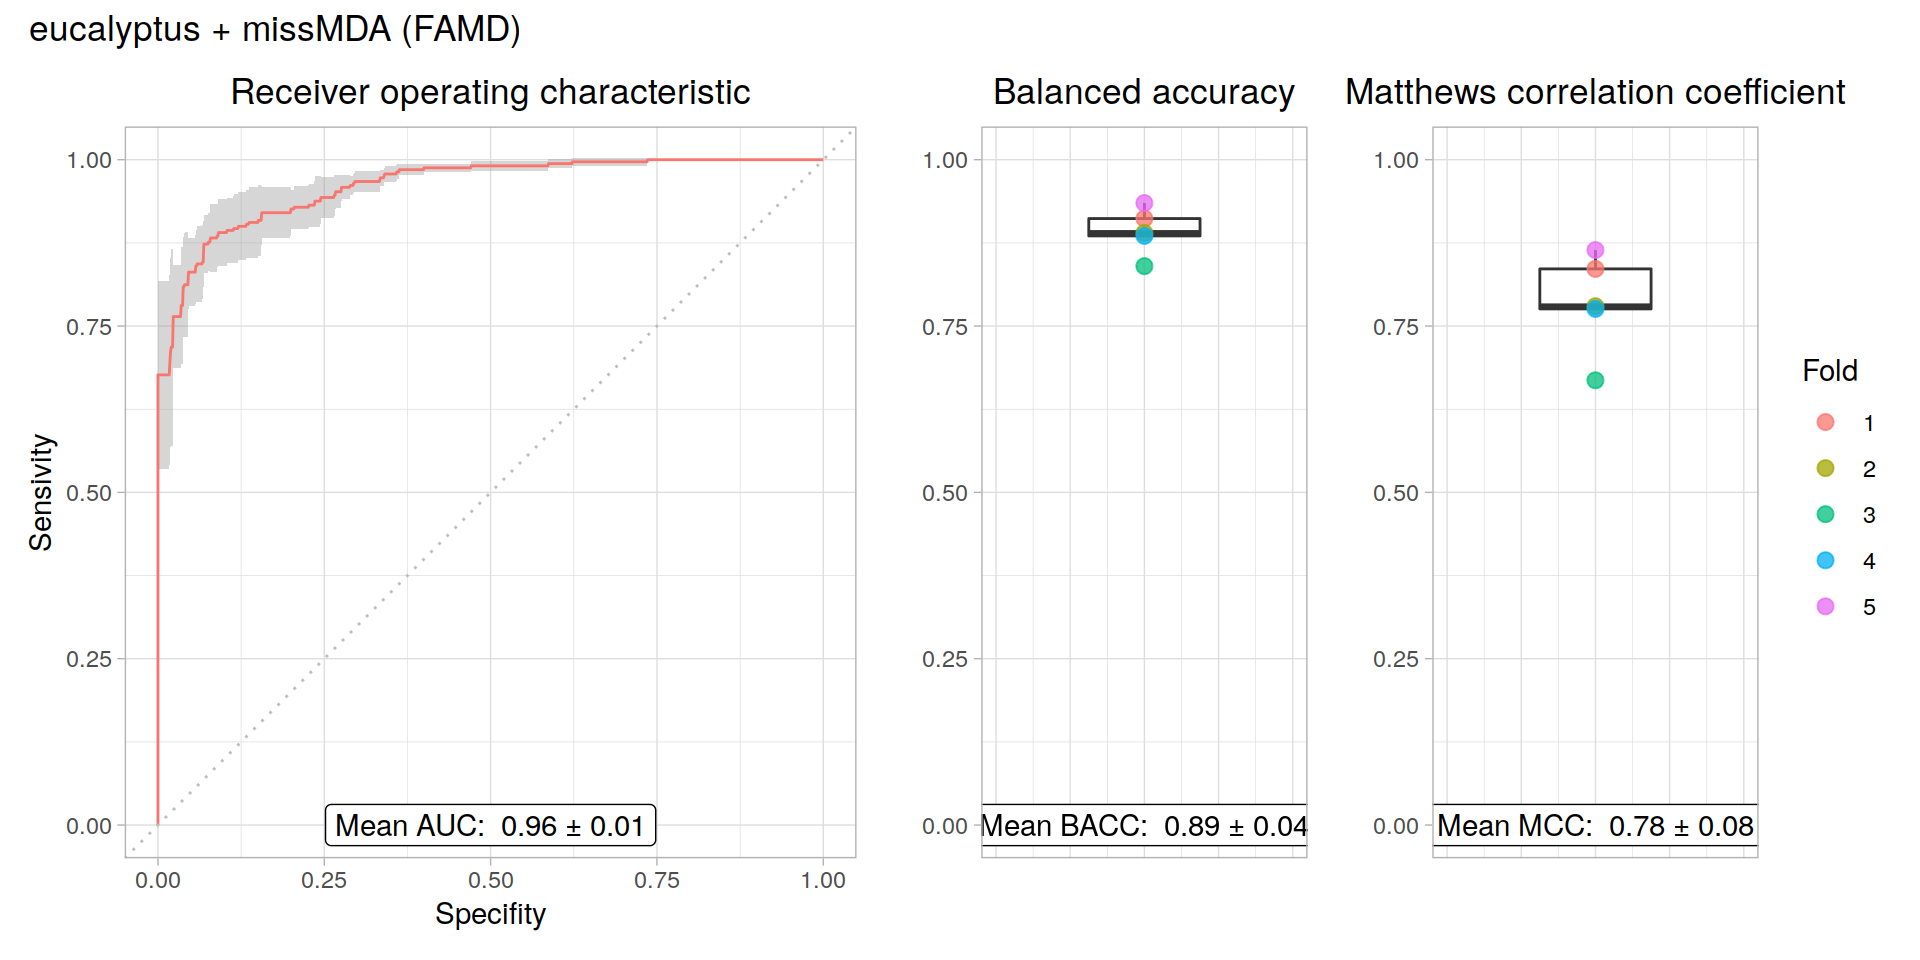 eucalyptus + missMDA (FAMD)
Receiver operating characteristic
Sensivity
1.00
0.75
0.50
0.25
0.00
Mean AUC: 0.96 ± 0.01
0.00 0.25 0.50 0.75 1.00
Specifity
Balanced accuracy
1.00
0.75
0.50
0.25
0.00
Mean BACC: 0.89 ± 0.04
Matthews correlation coefficient
1.00
0.75
0.50
0.25
0.00
Mean MCC: 0.78 ± 0.08
Fold
1
2
3
4
5